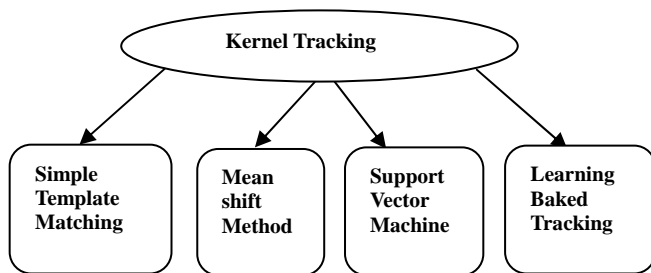 Kernel Tracking
Simple
Template
Matching
Mean
shift
Method
Support
Vector
Machine
Learning
Baked
Tracking